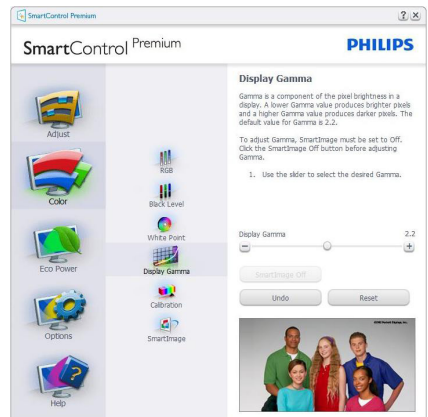 SmartControl Premium
SmartControl Premium
PHILIPS
Adjust
Color
Eco Power
Options
Help
RGB
Black Level
White Point
Display Gamma
Calibration
SmartImage
Display Gamma
Gamma is a component of the pixel brightness in a
display. A lower Gamma value produces brighter pixels
and a higher Gamma value produces darker pixels. The
default value for Gamma is 2.2.
To adjust Gamma, SmartImage must be set to Off.
Click the SmartImage Off button before adjusting
Gamma.
1. Use the slider to select the desired Gamma.
Display Gamma 2.2
SmartImage Off
Undo Reset